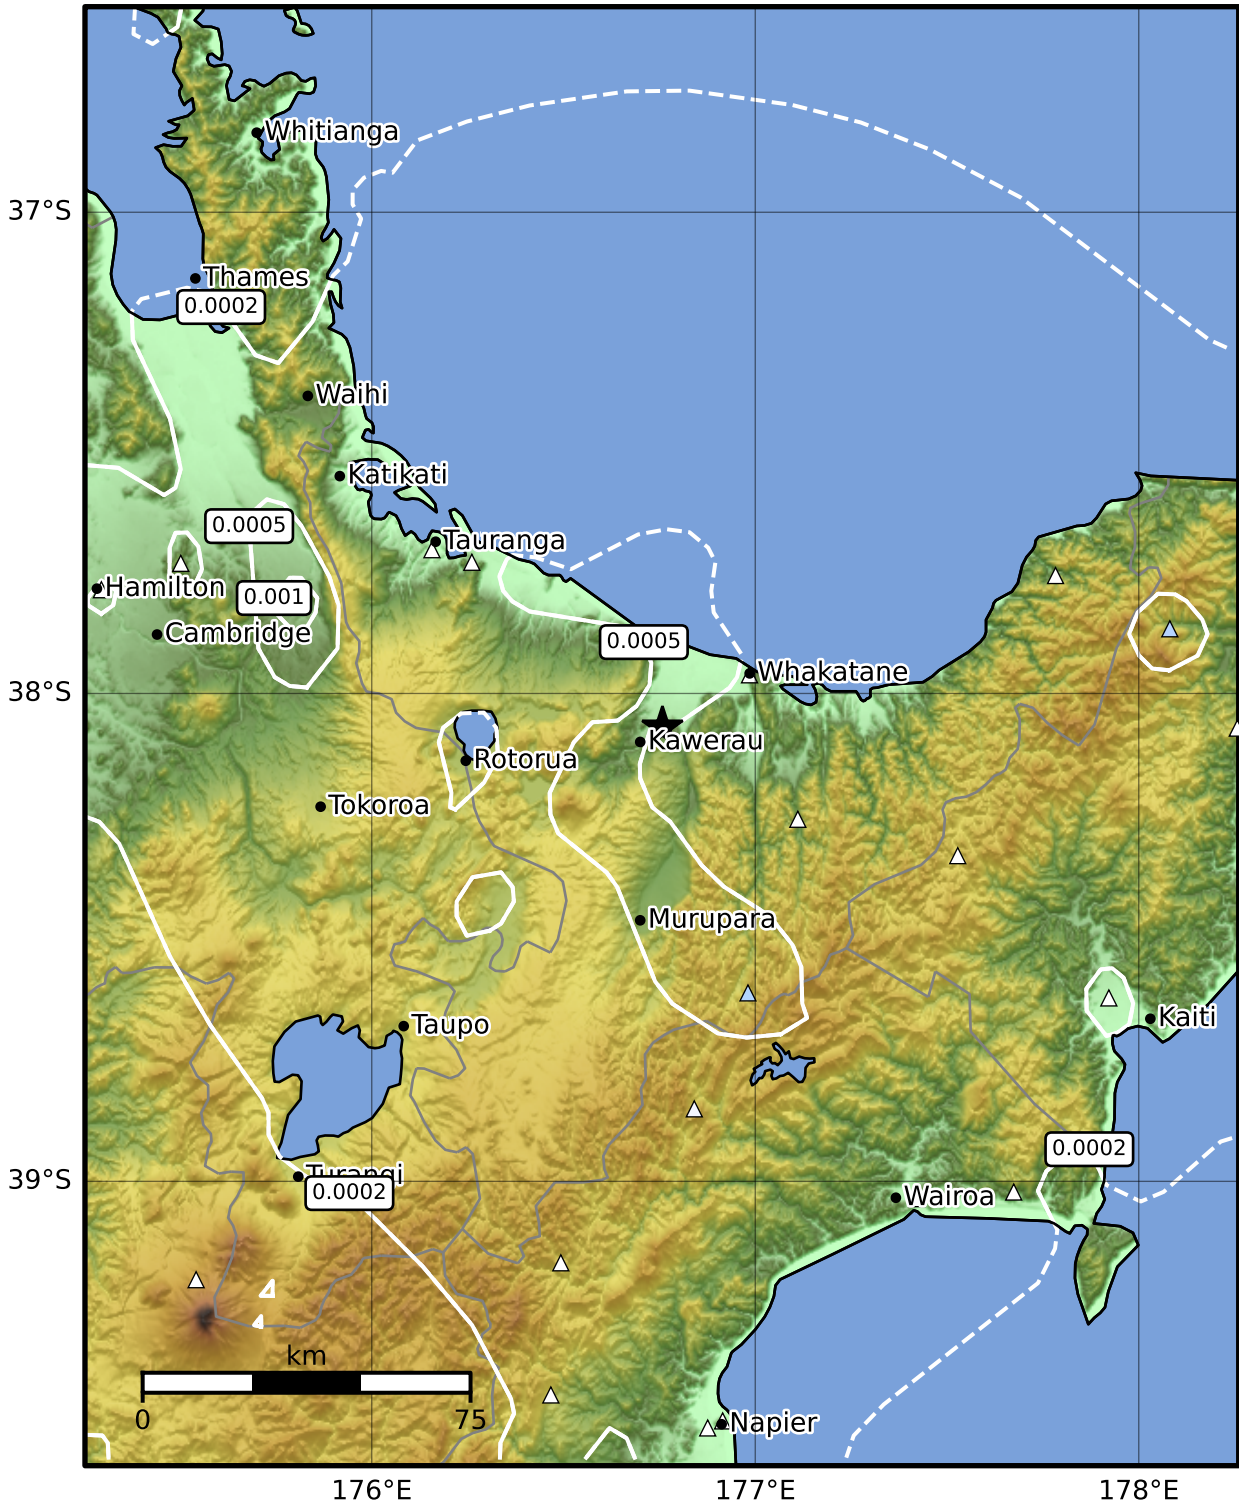 Whitianga
37°S
Thames
0.0002
Waihi
Katikati
0.0005
Tauranga
Hamilton
0.001
Cambridge
0.0005
Whakatane
38°S
Kawerau
Rotorua
Tokoroa
Murupara
Kaiti
Taupo
0.0002
39°S
Turangi
0.0002
Wairoa
km
0 75
Napier
176°E 177°E 178°E